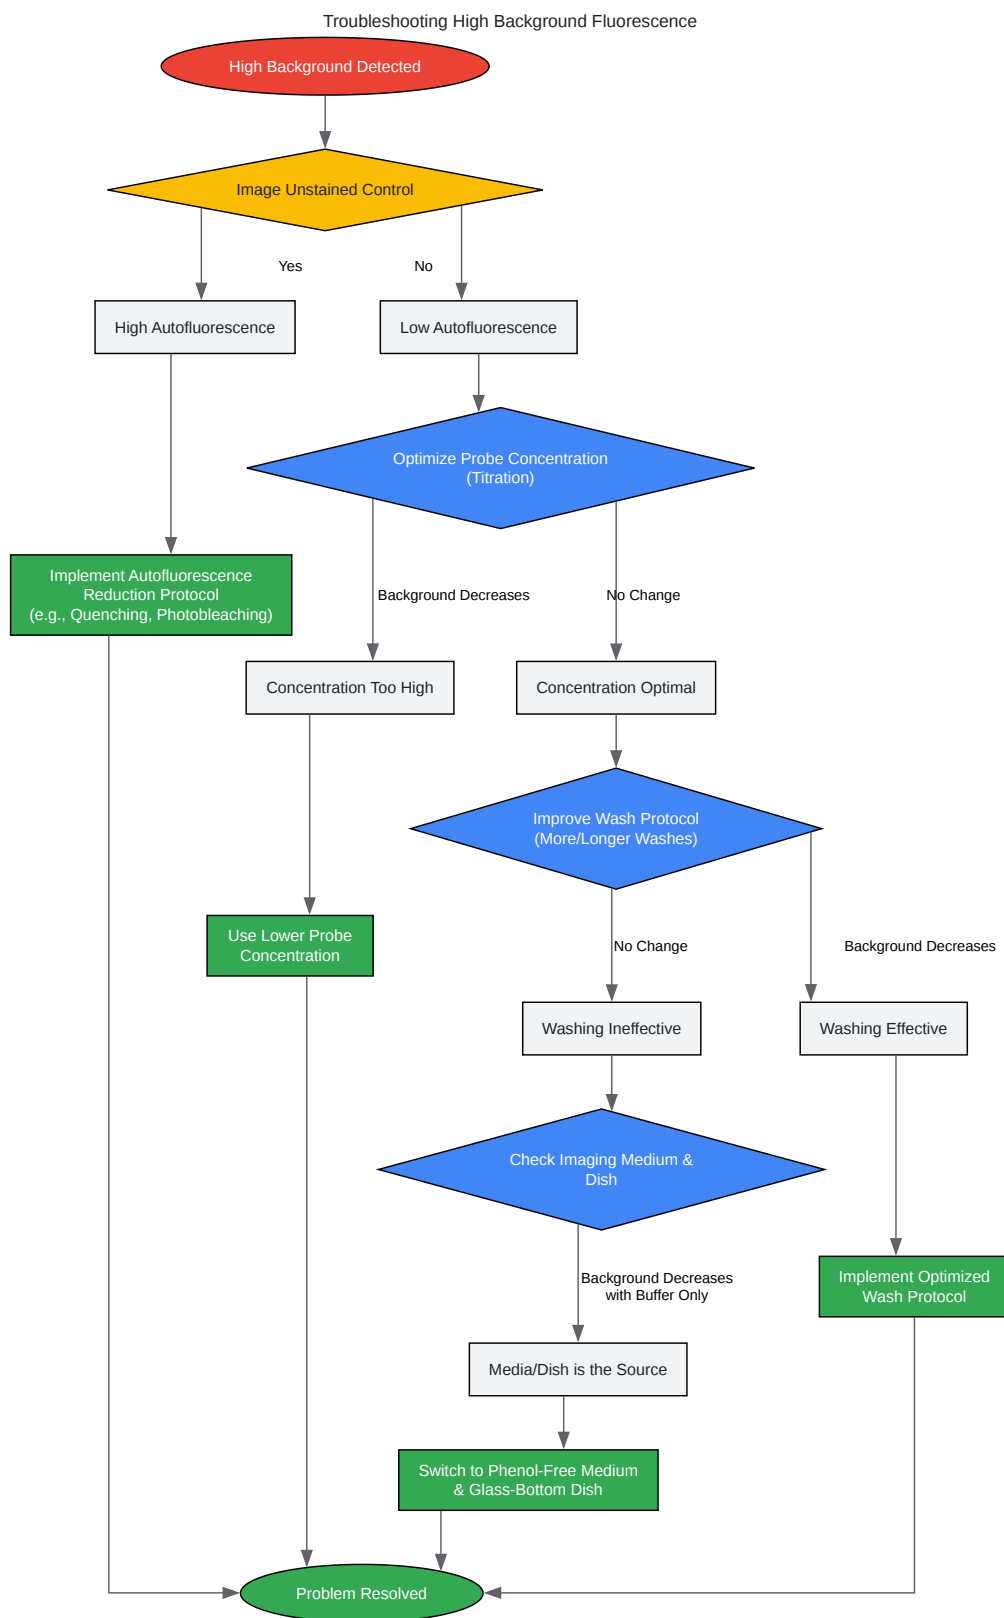 Troubleshooting High Background Fluorescence
High Background Detected
Image Unstained Control
Yes
No
High Autofluorescence
Low Autofluorescence
Optimize Probe Concentration
(Titration)
Implement Autofluorescence
Reduction Protocol
(e.g., Quenching, Photobleaching)
Background Decreases
No Change
Concentration Too High
Concentration Optimal
Improve Wash Protocol
(More/Longer Washes)
Use Lower Probe
Concentration
No Change
Background Decreases
Washing Ineffective
Washing Effective
Check Imaging Medium &
Dish
Background Decreases
with Buffer Only
Implement Optimized
Wash Protocol
Media/Dish is the Source
Switch to Phenol-Free Medium
& Glass-Bottom Dish
Problem Resolved